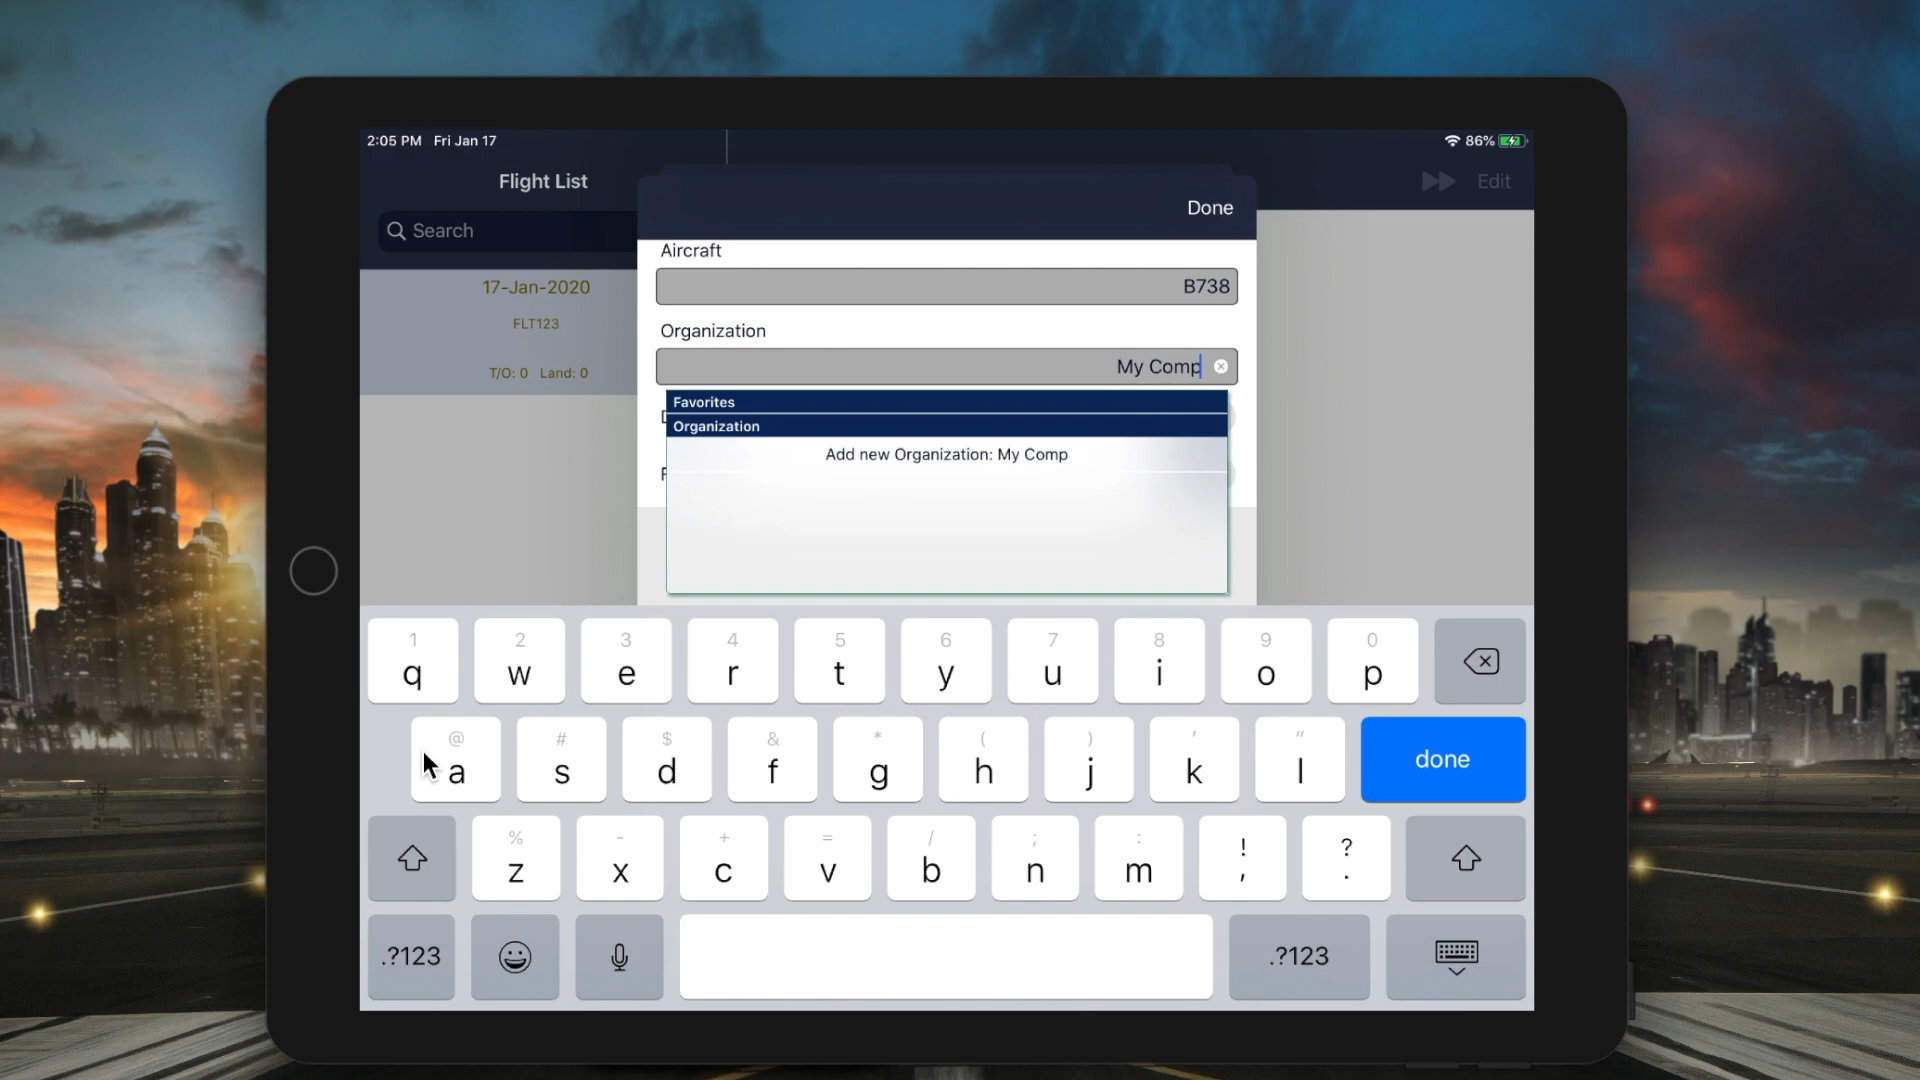 2:05 PM Fri Jan 17
86%
Flight List
Edit
Done
Search
Aircraft
17-Jan-2020
B738
FLT123
Organization
My Comp
T/O: 0 Land: 0
Favorites
Organization
Add new Organization: My Comp
1 2 3 4 5 6 7 8 9 0
q w e r t y u i o p
@ # $ & * ( ) ' "
a s d f g h j k l done
% - + = / ; : ! ?
z x c v b n m , .
.?123 .?123